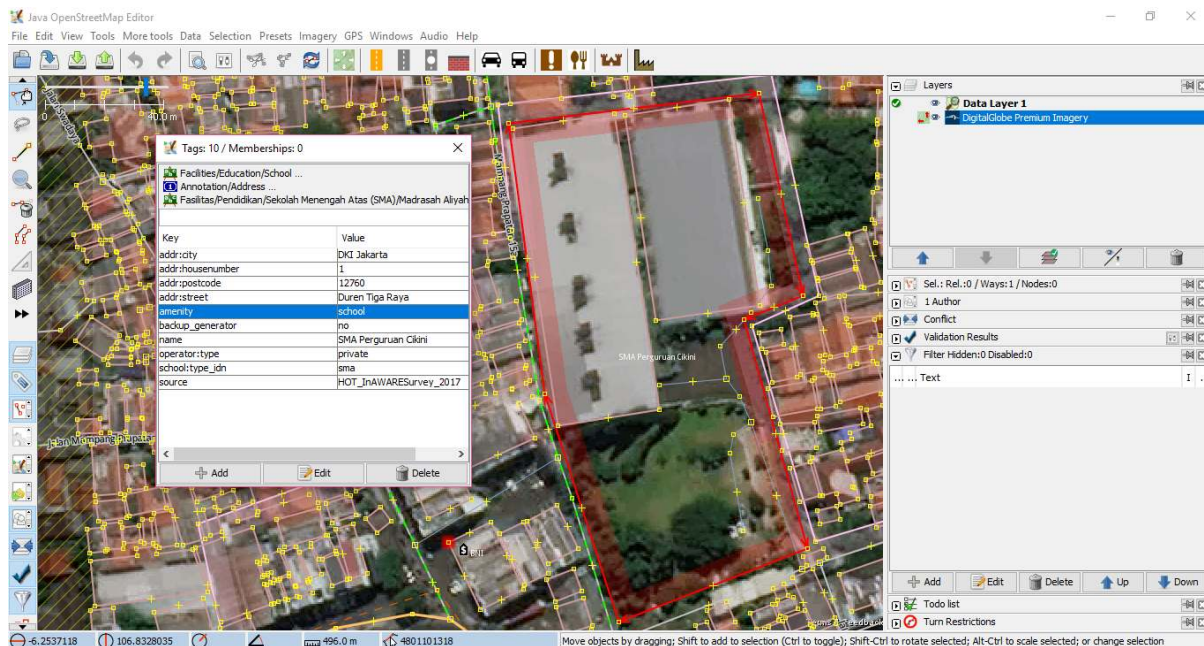 Java OpenStreetMap Editor
File Edit View Tools More tools Data Selection Presets Imagery GPS Windows Audio Help
0
40.0 m
Tags: 10 / Memberships: 0
Facilities/Education/School ...
Annotation/Address ...
Fasilitas/Pendidikan/Sekolah Menengah Atas (SMA)/Madrasah Aliyah
Key Value
addr:city DKI Jakarta
addr:housenumber 1
addr:postcode 12760
addr:street Duren Tiga Raya
amenity school
backup_generator no
name SMA Perguruan Cikini
operator:type private
school:type_idn sma
source HOT_InAWARESurvey_2017
Add Edit Delete
SMA Perguruan Cikini
BNI
Layers
Data Layer 1
DigitalGlobe Premium Imagery
Sel.: Rel.:0 / Ways:1 / Nodes:0
1 Author
Conflict
Validation Results
Filter Hidden:0 Disabled:0
... ... Text I .
Add Edit Delete Up Down
Todo list
Turn Restrictions
-6.2537118 106.8328035 496.0 m 4801101318 Move objects by dragging; Shift to add to selection (Ctrl to toggle); Shift-Ctrl to rotate selected; Alt-Ctrl to scale selected; or change selection